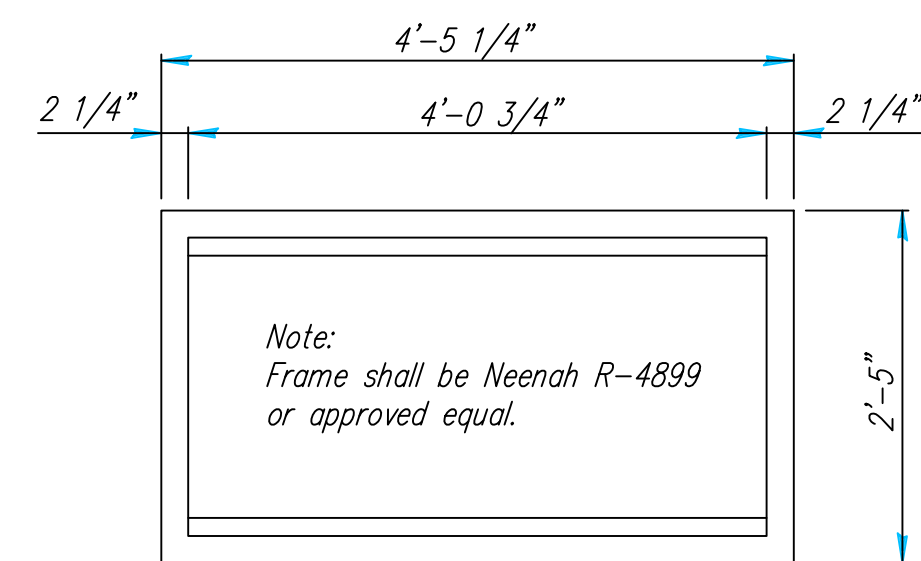 4'-5 1/4"
2 1/4"
4'-0 3/4"
2 1/4"
Note:
Frame shall be Neenah R-4899
or approved equal.
2'-5"